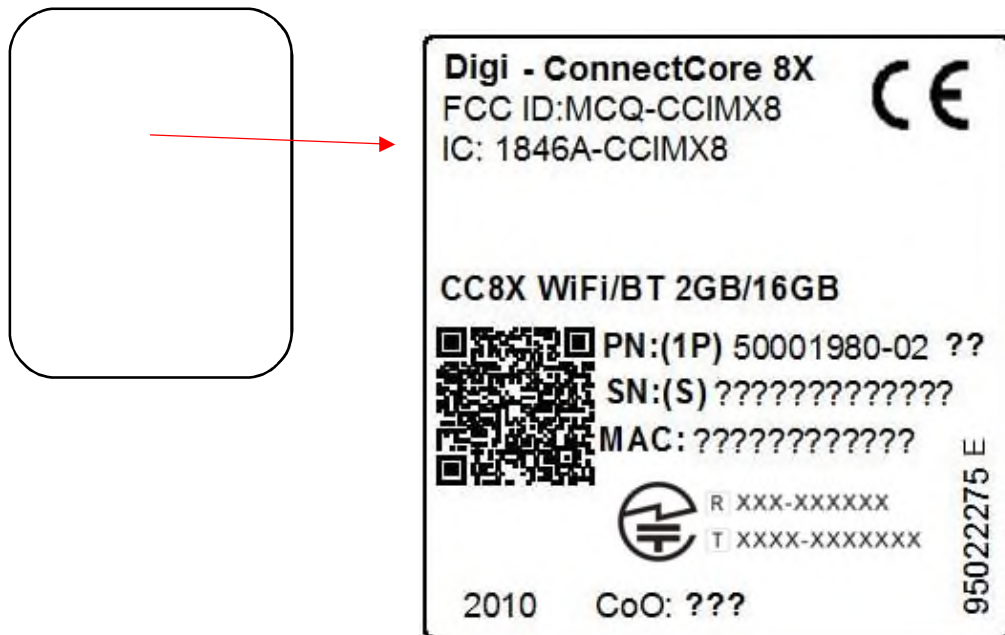 Digi - ConnectCore 8X
CE
FCC ID:MCQ-CCIMX8
IC: 1846A-CCIMX8
CC8X WiFi/BT 2GB/16GB
PN:(1P) 50001980-02 ??
SN:(S) ?????????????
MAC: ????????????
R XXX-XXXXXX
T XXXX-XXXXXXX
95022275 E
2010 CoO: ???